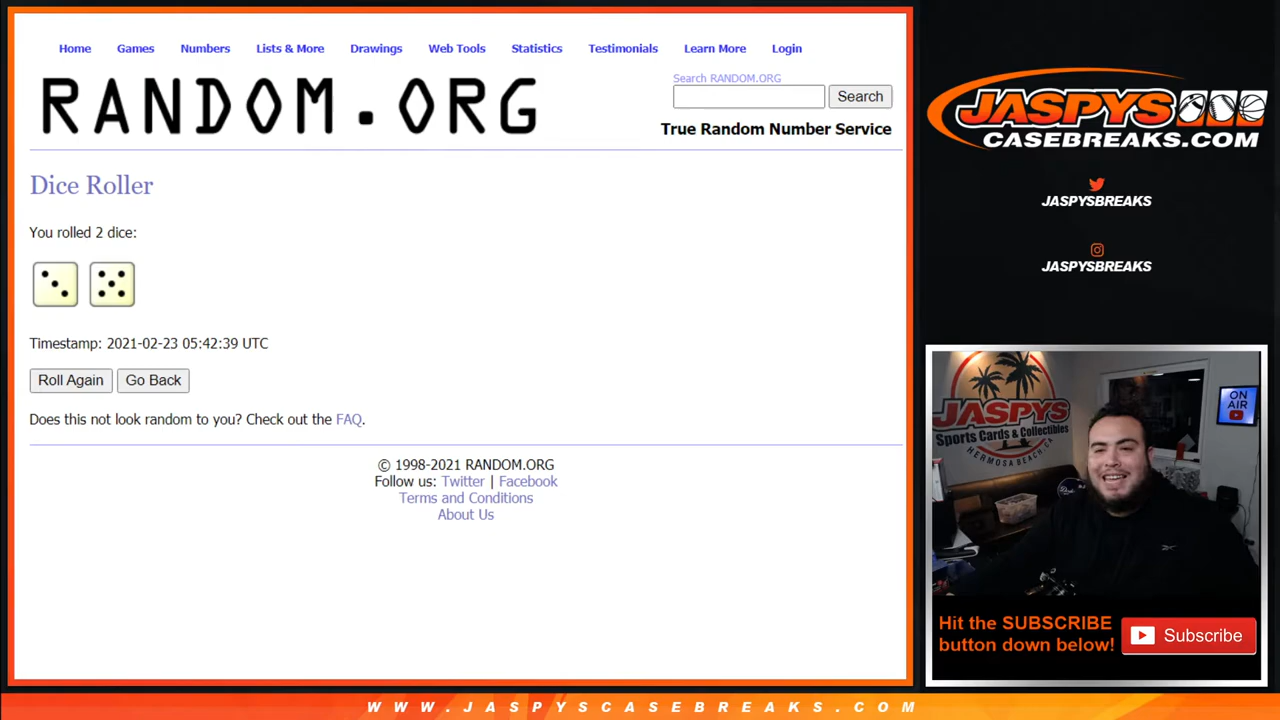 Home Games Numbers Lists & More Drawings Web Tools Statistics Testimonials Learn More Login
RANDOM.ORG
Search RANDOM.ORG
Search
True Random Number Service
Dice Roller
You rolled 2 dice:
Timestamp: 2021-02-23 05:42:39 UTC
Roll Again Go Back
Does this not look random to you? Check out the FAQ.
© 1998-2021 RANDOM.ORG
Follow us: Twitter | Facebook
Terms and Conditions
About Us
JASPYS
CASEBREAKS.COM
JASPYSBREAKS
JASPYSBREAKS
JASPYS
Sports Cards & Collectibles
HERMOSA BEACH, CA
ON
AIR
Hit the SUBSCRIBE
button down below!
Subscribe
WWW.JASPYSCASEBREAKS.COM